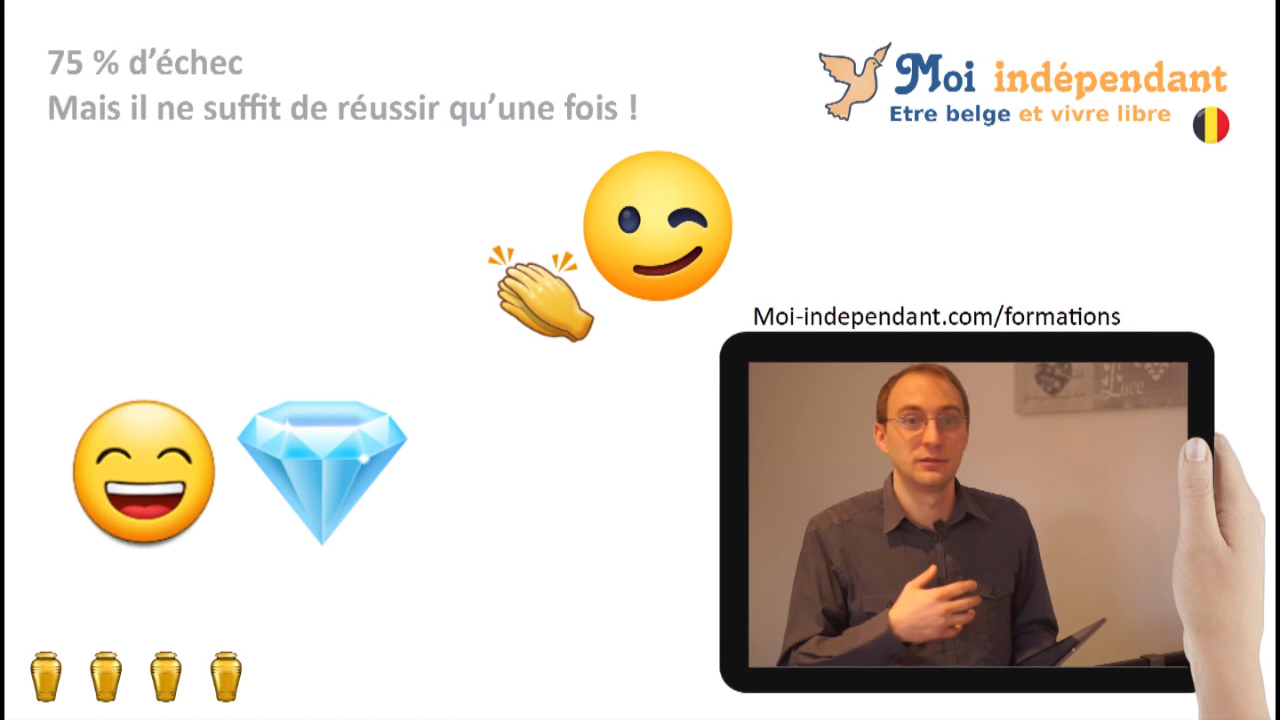 75 % d’échec
Mais il ne suffit de réussir qu’une fois !
Moi indépendant
Etre belge et vivre libre
Moi-independant.com/formations
Love